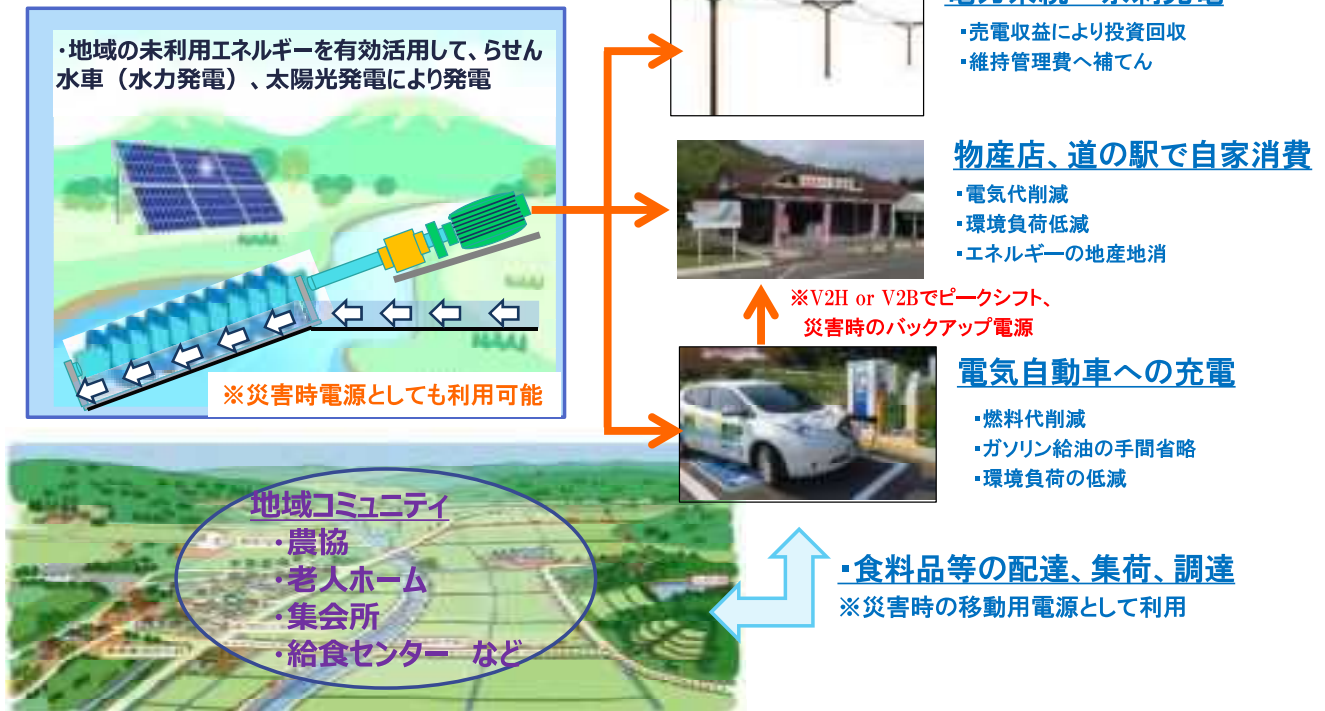 ・売電収益により投資回収
・維持管理費へ補てん
・地域の未利用エネルギーを有効活用して、らせん
水車（水力発電）、太陽光発電により発電
※災害時電源としても利用可能
物産店、道の駅で自家消費
・電気代削減
・環境負荷低減
・エネルギーの地産地消
※V2H or V2Bでピークシフト、
災害時のバックアップ電源
電気自動車への充電
・燃料代削減
・ガソリン給油の手間省略
・環境負荷の低減
地域コミュニティ
・農協
・老人ホーム
・集会所
・給食センター　など
・食料品等の配達、集荷、調達
※災害時の移動用電源として利用